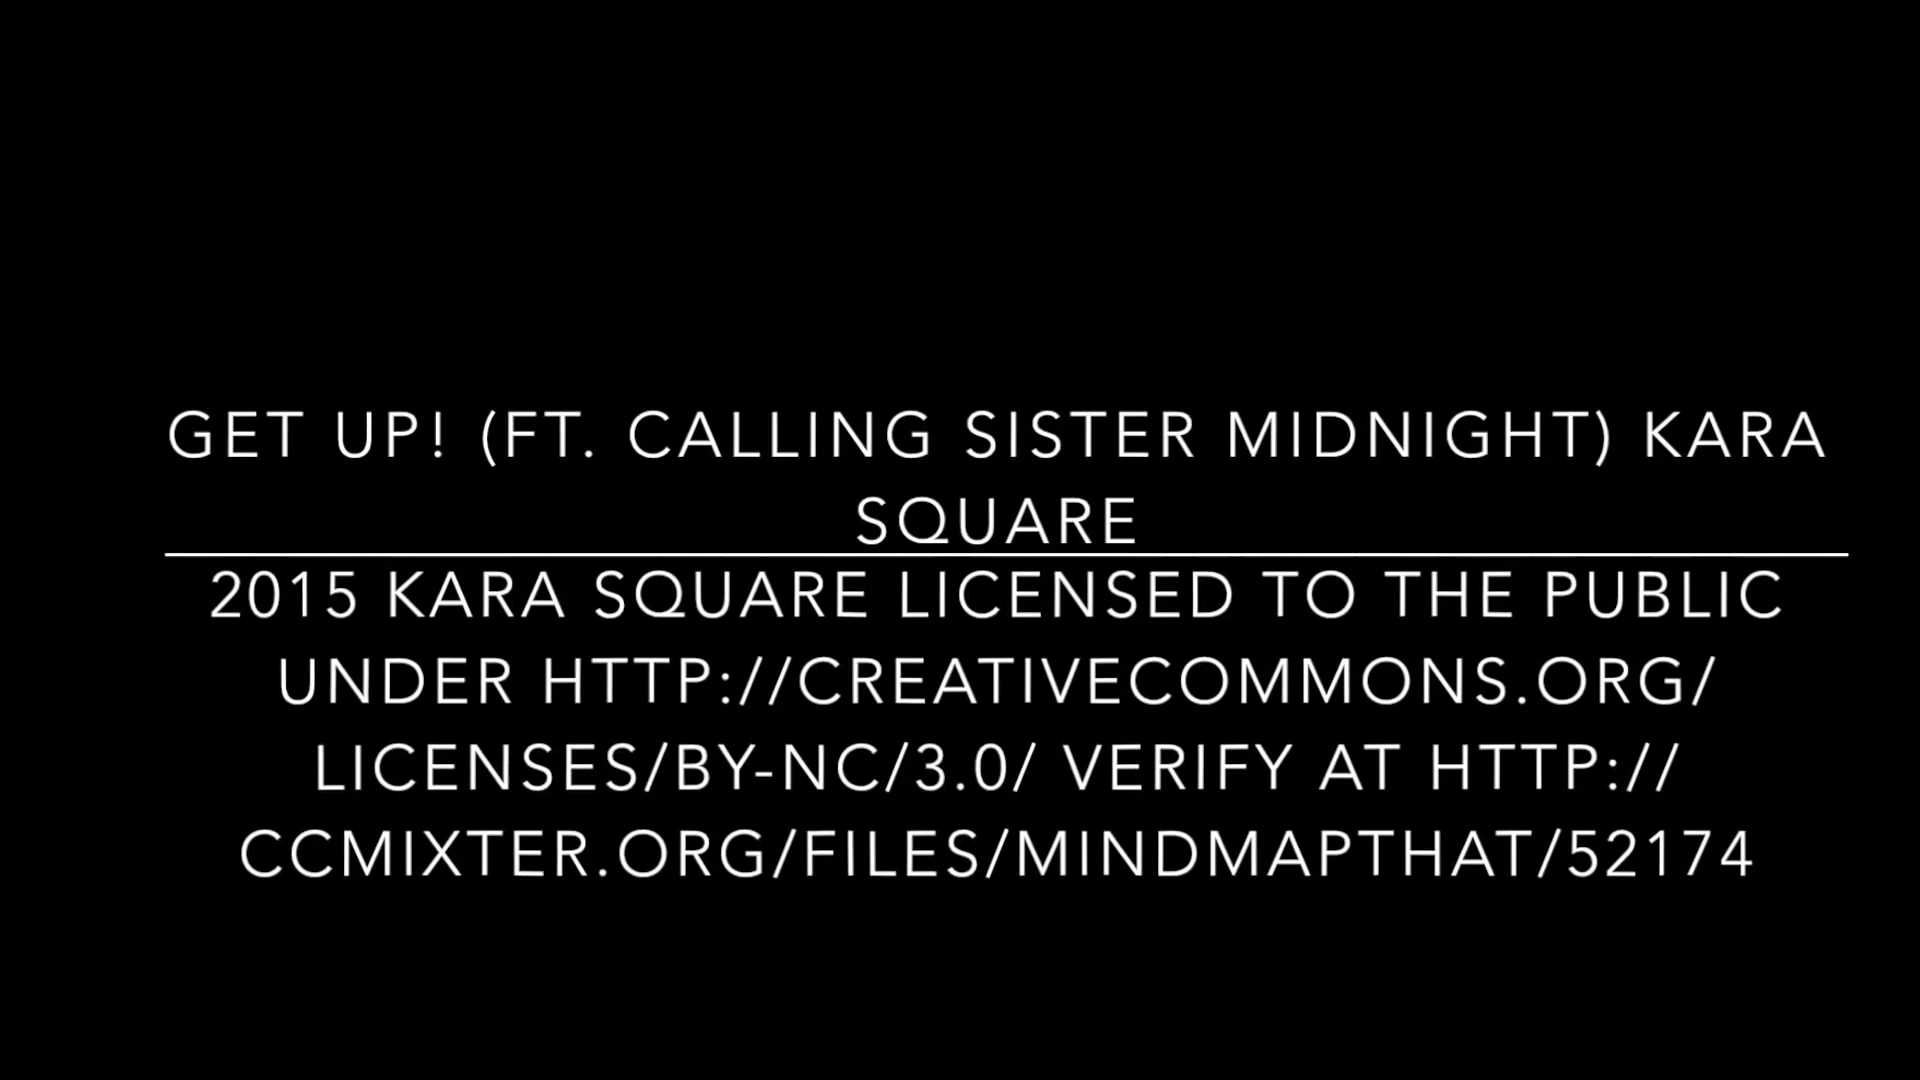 GET UP! (FT. CALLING SISTER MIDNIGHT) KARA
SQUARE
2015 KARA SQUARE LICENSED TO THE PUBLIC
UNDER HTTP://CREATIVECOMMONS.ORG/
LICENSES/BY-NC/3.0/ VERIFY AT HTTP://
CCMIXTER.ORG/FILES/MINDMAPTHAT/52174